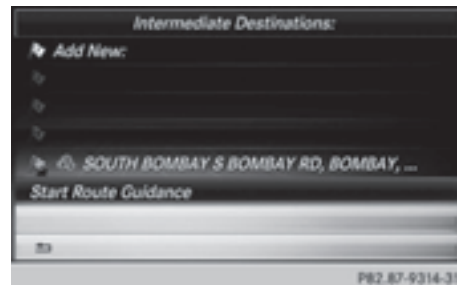 Intermediate Destinations:
Add New:
SOUTH BOMBAY S BOMBAY RD, BOMBAY, ...
Start Route Guidance
P82.87-9314-31